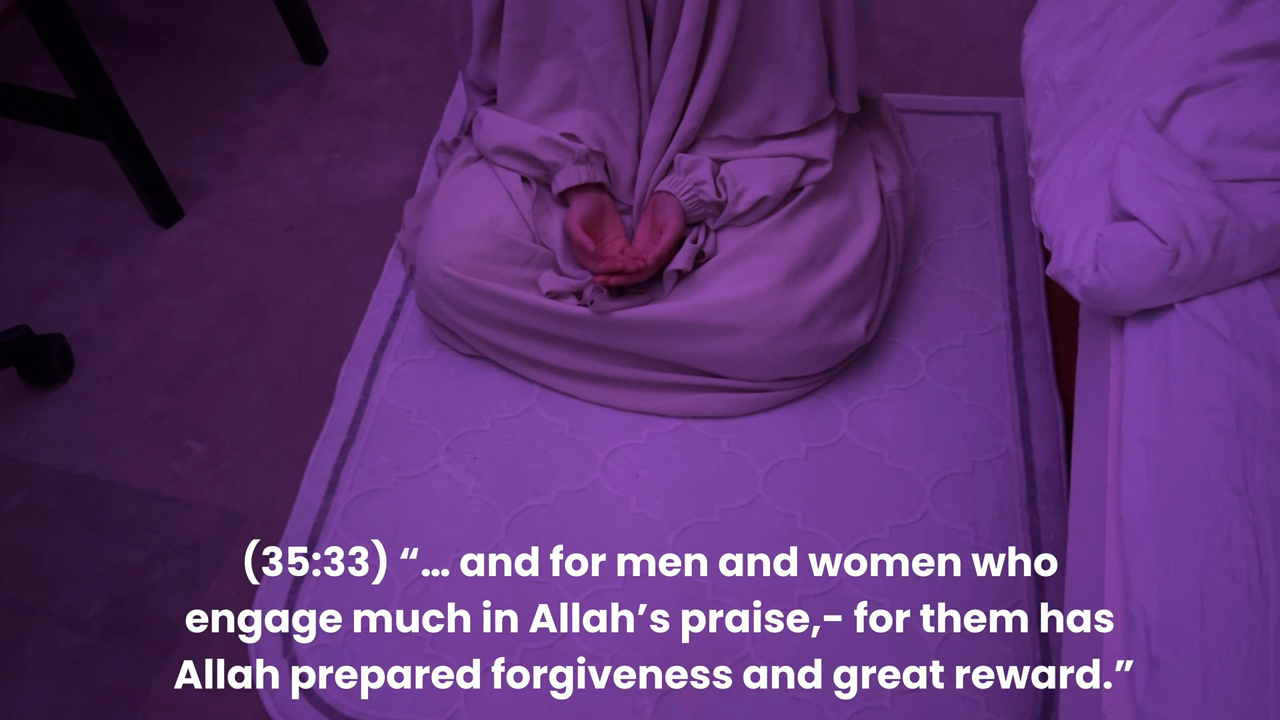 (35:33) “… and for men and women who
engage much in Allah’s praise,– for them has
Allah prepared forgiveness and great reward.”